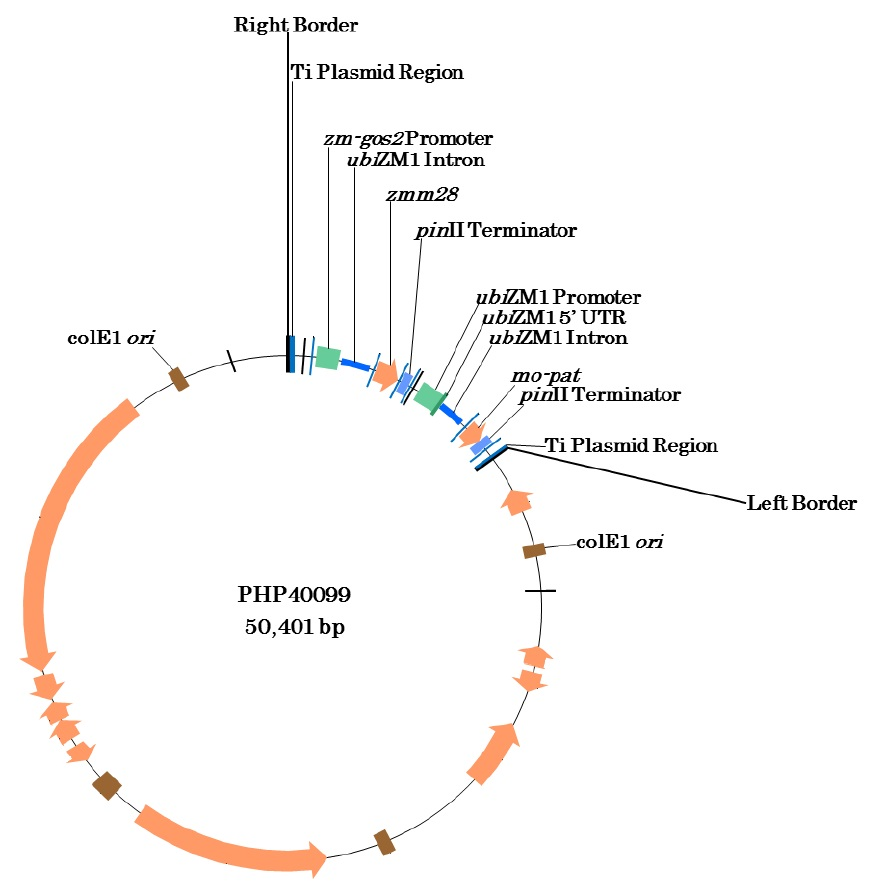 Right Border
Ti Plasmid Region
zm-gos2 Promoter
ubiZM1 Intron
zmm28
pinII Terminator
ubiZM1 Promoter
ubiZM1 5’ UTR
ubiZM1 Intron
colE1 ori
mo-pat
pinII Terminator
Ti Plasmid Region
Left Border
colE1 ori
PHP40099
50,401 bp